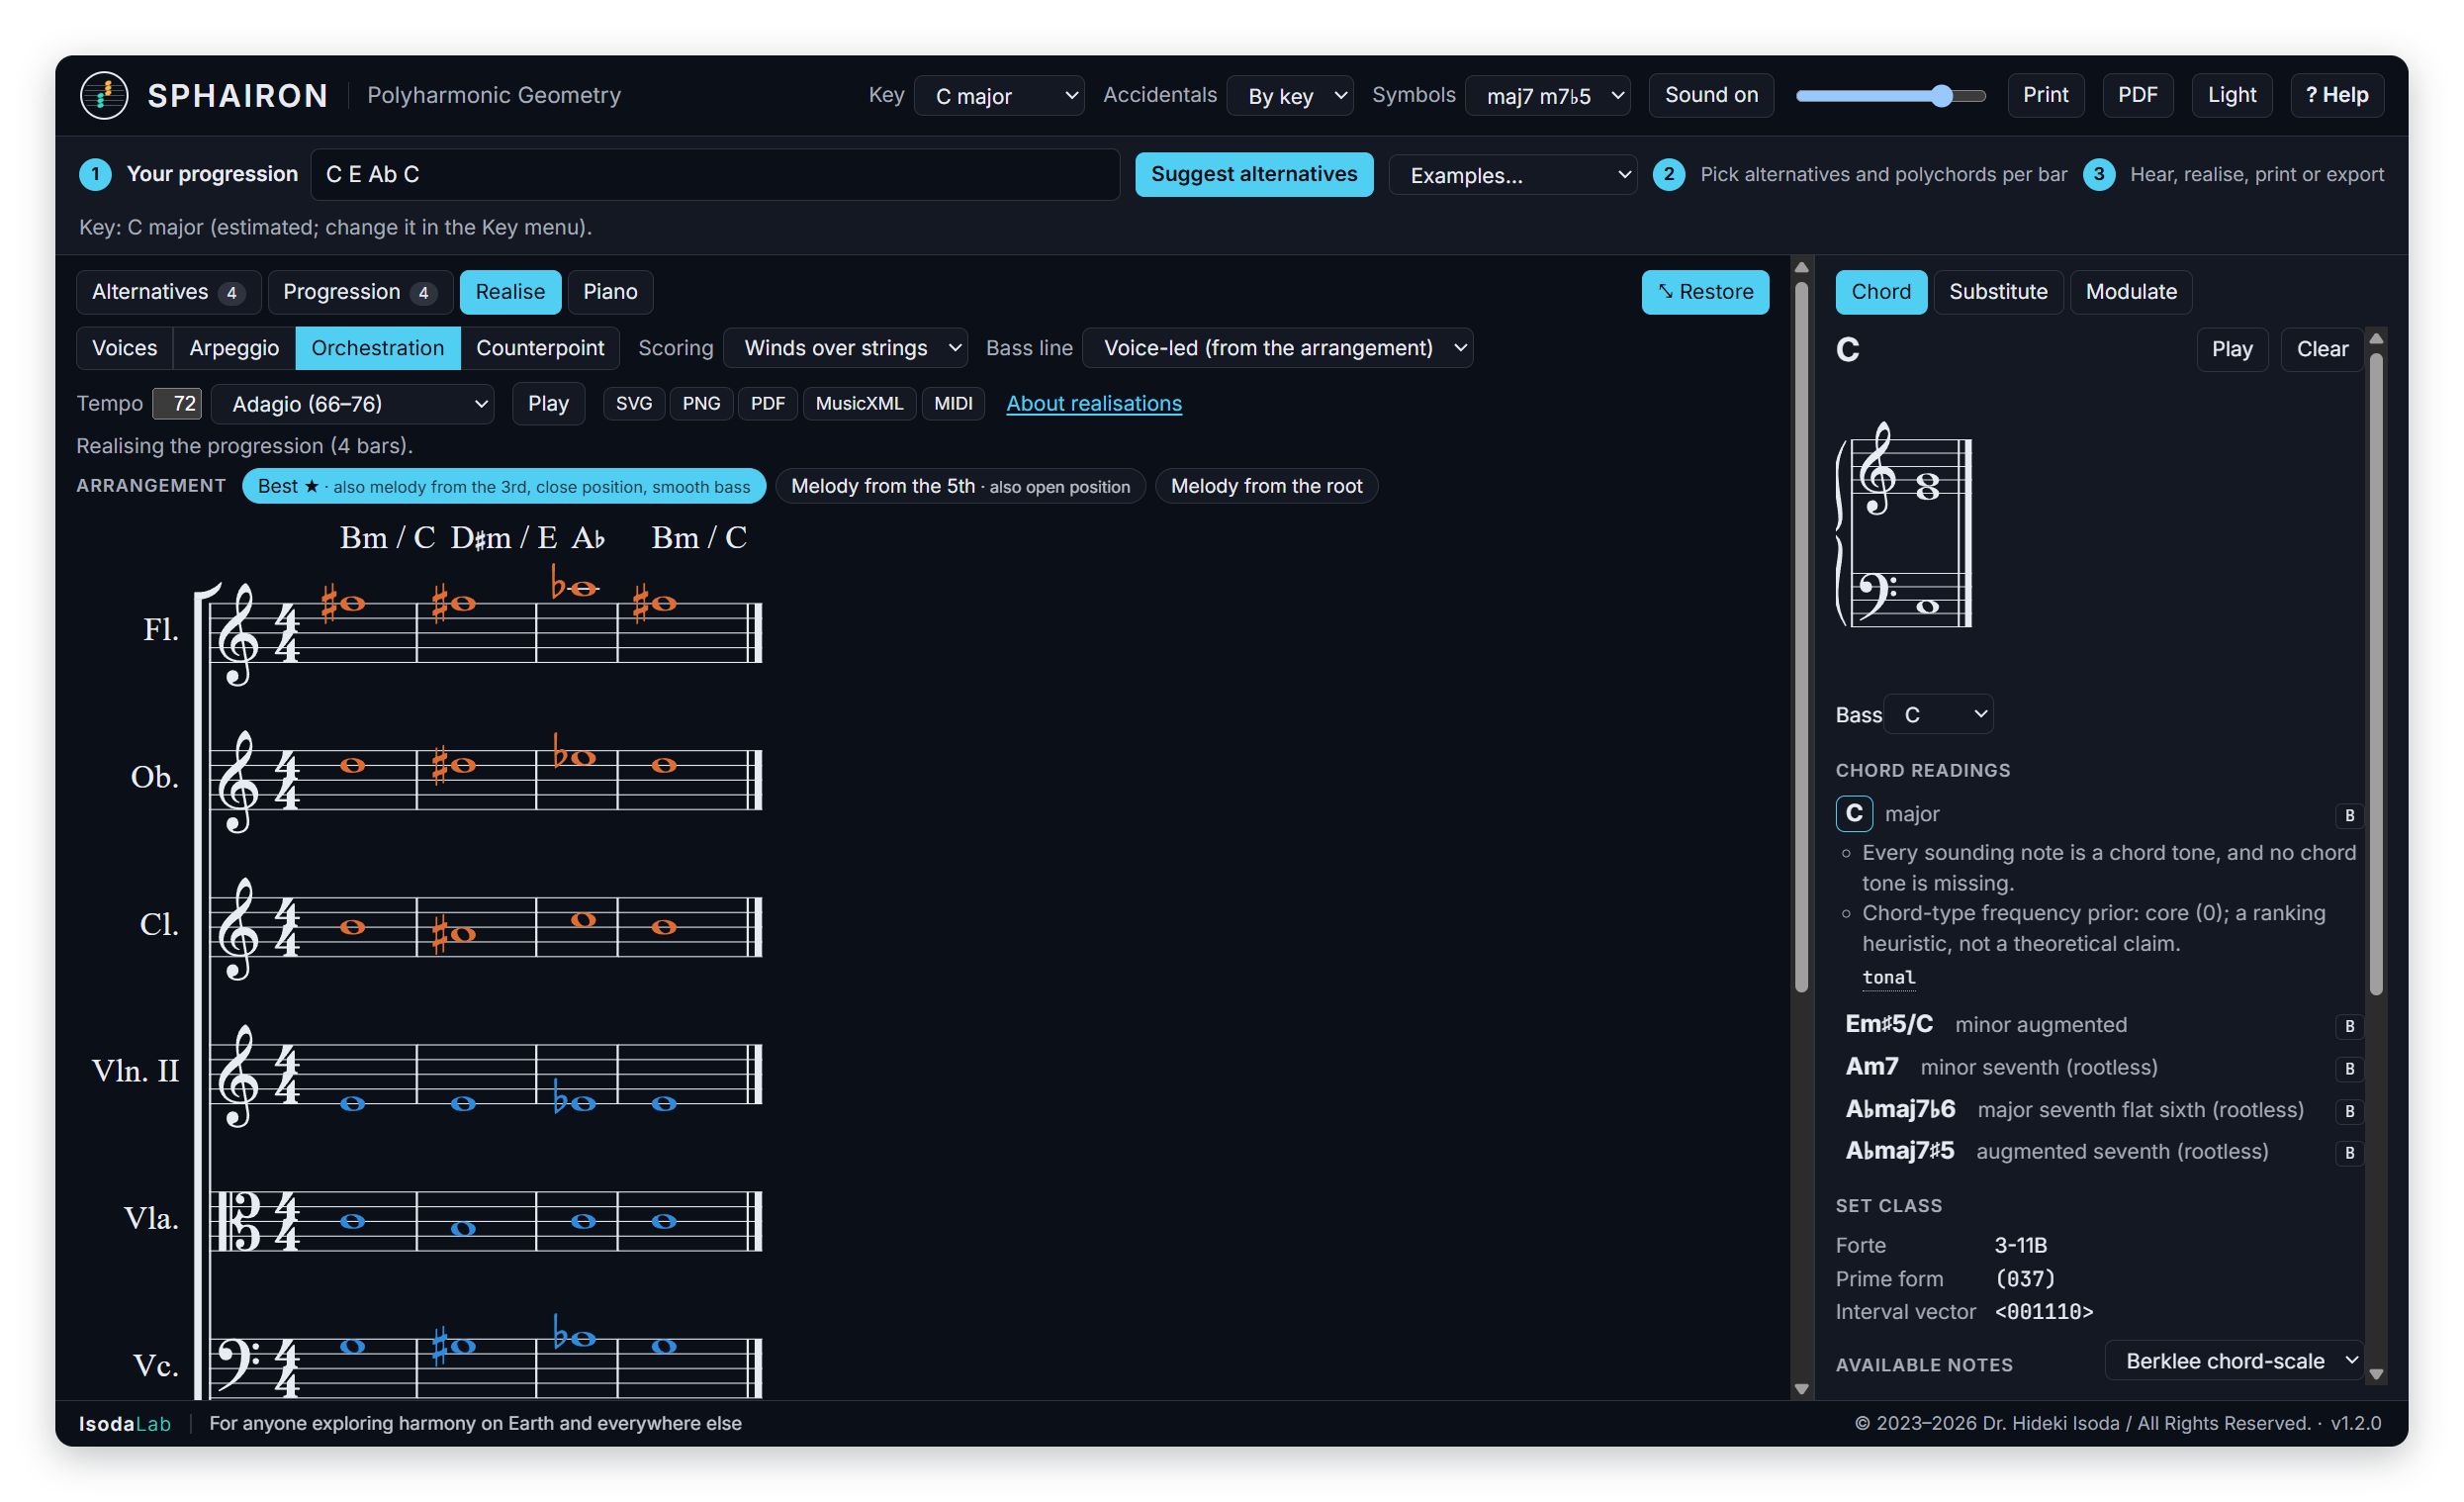 SPHAIRON Polyharmonic Geometry Key C major Accidentals By key Symbols maj7 m7♭5 Sound on Print PDF Light ? Help
1 Your progression C E Ab C Suggest alternatives Examples... 2 Pick alternatives and polychords per bar 3 Hear, realise, print or export
Key: C major (estimated; change it in the Key menu).
Alternatives 4 Progression 4 Realise Piano ⤡ Restore
Voices Arpeggio Orchestration Counterpoint Scoring Winds over strings Bass line Voice-led (from the arrangement)
Tempo 72 Adagio (66–76) Play SVG PNG PDF MusicXML MIDI About realisations
Realising the progression (4 bars).
ARRANGEMENT Best ★ · also melody from the 3rd, close position, smooth bass Melody from the 5th · also open position Melody from the root
Bm / C D♯m / E A♭ Bm / C
Fl.
Ob.
Cl.
Vln. II
Vla.
Vc.
Chord Substitute Modulate
C Play Clear
Bass C
CHORD READINGS
C major B
Every sounding note is a chord tone, and no chord
tone is missing.
Chord-type frequency prior: core (0); a ranking
heuristic, not a theoretical claim.
tonal
Em♯5/C minor augmented B
Am7 minor seventh (rootless) B
A♭maj7♭6 major seventh flat sixth (rootless) B
A♭maj7♯5 augmented seventh (rootless) B
SET CLASS
Forte 3-11B
Prime form (037)
Interval vector <001110>
AVAILABLE NOTES Berklee chord-scale
IsodaLab For anyone exploring harmony on Earth and everywhere else © 2023–2026 Dr. Hideki Isoda / All Rights Reserved. · v1.2.0